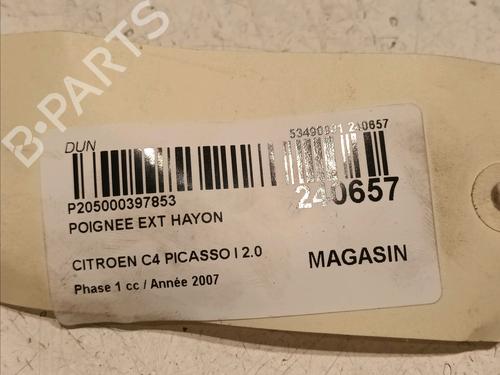 B-PARTS
DUN
P205000397853
POIGNEE EXT HAYON
CITROEN C4 PICASSO I 2.0
Phase 1 cc / Année 2007
240657
240657
MAGASIN